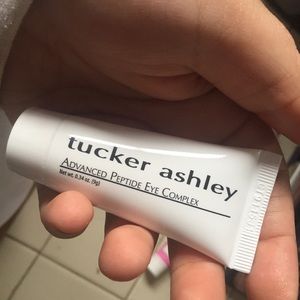 tucker ashley
ADVANCED PEPTIDE EYE COMPLEX
Net wt. 0.34 oz. (9g)